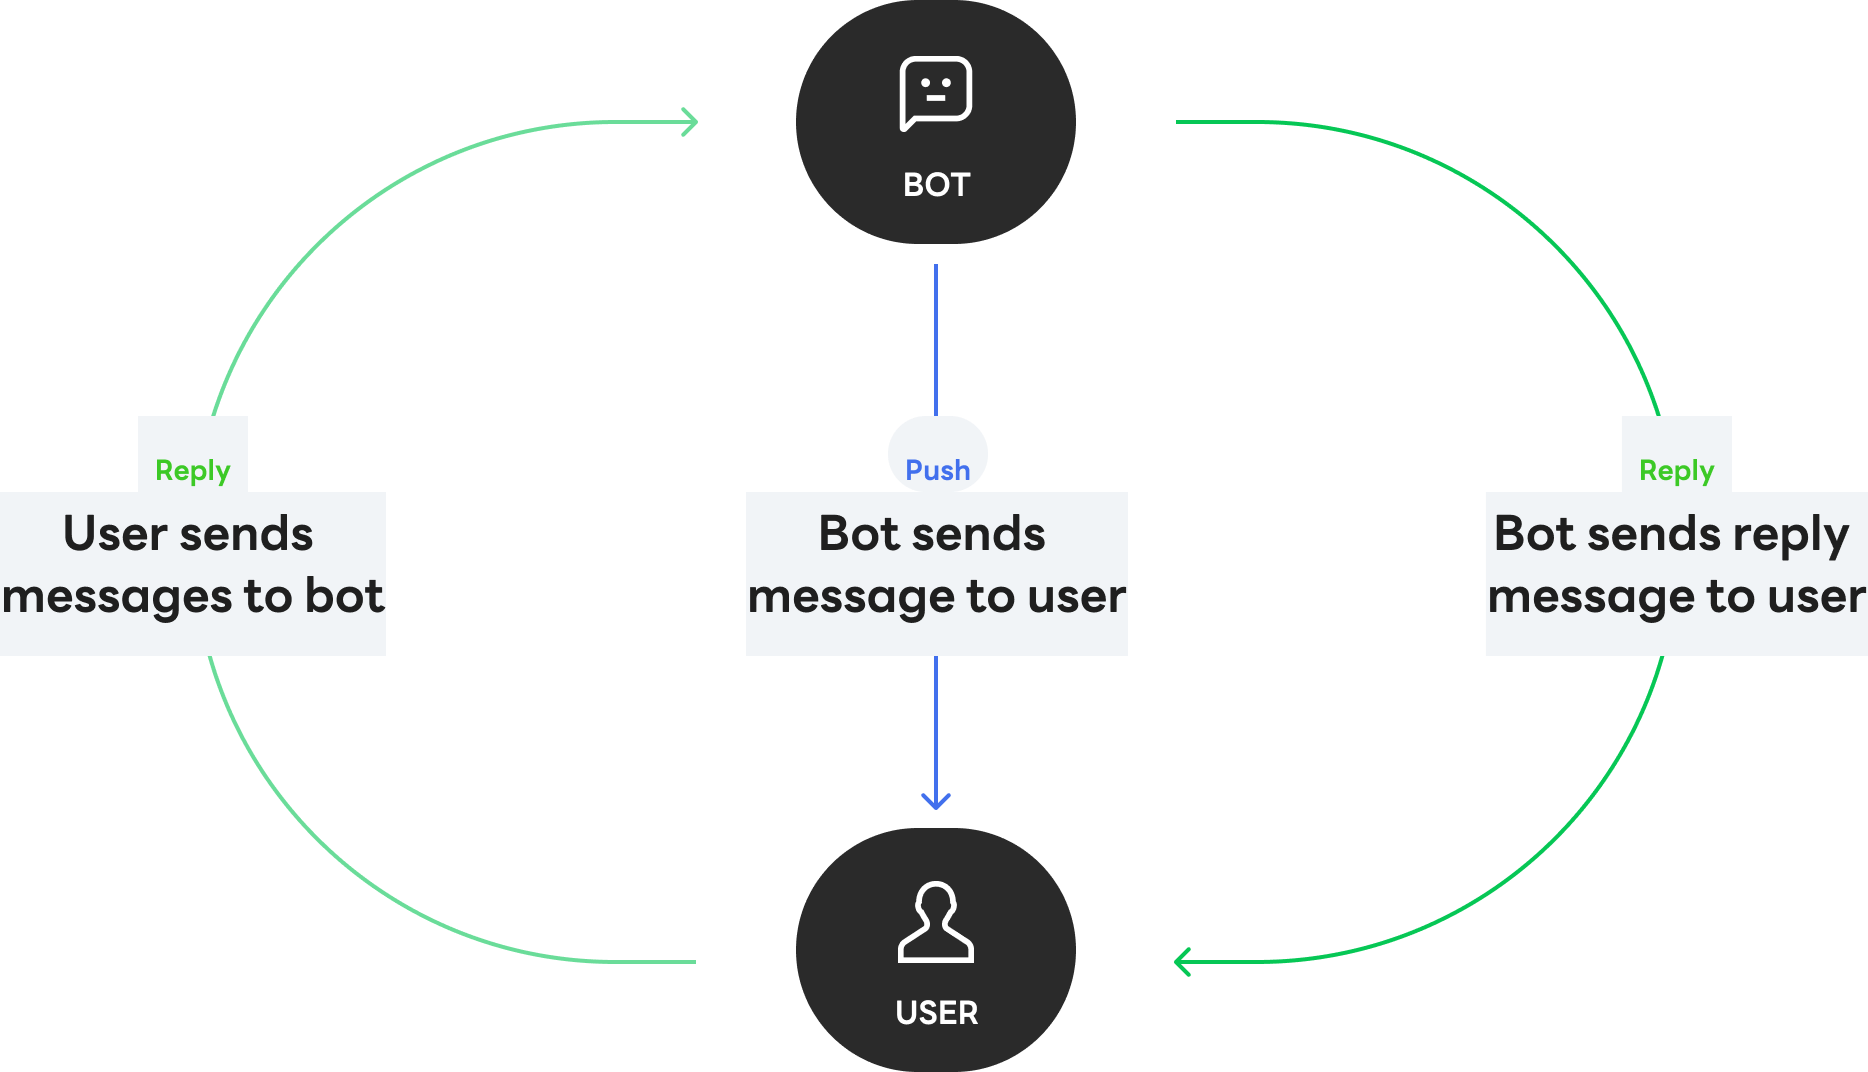 BOT
Reply
User sends
messages to bot
Push
Bot sends
message to user
Reply
Bot sends reply
message to user
USER